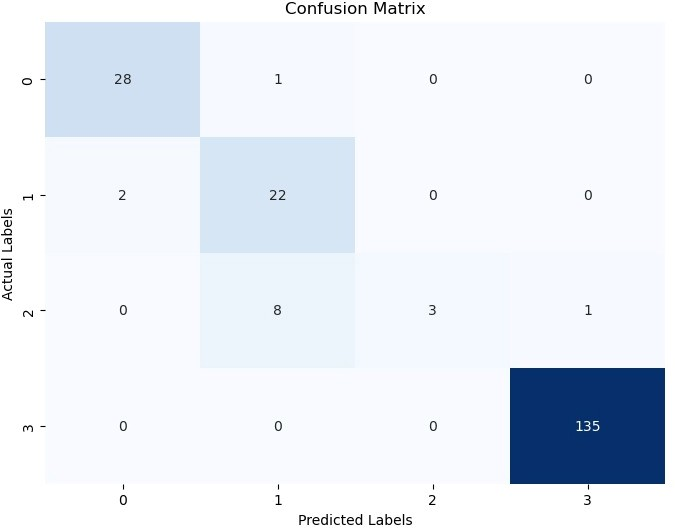 Confusion Matrix
0 28 1 0 0
1 2 22 0 0
2 0 8 3 1
3 0 0 0 135
Actual Labels
0 1 2 3
Predicted Labels